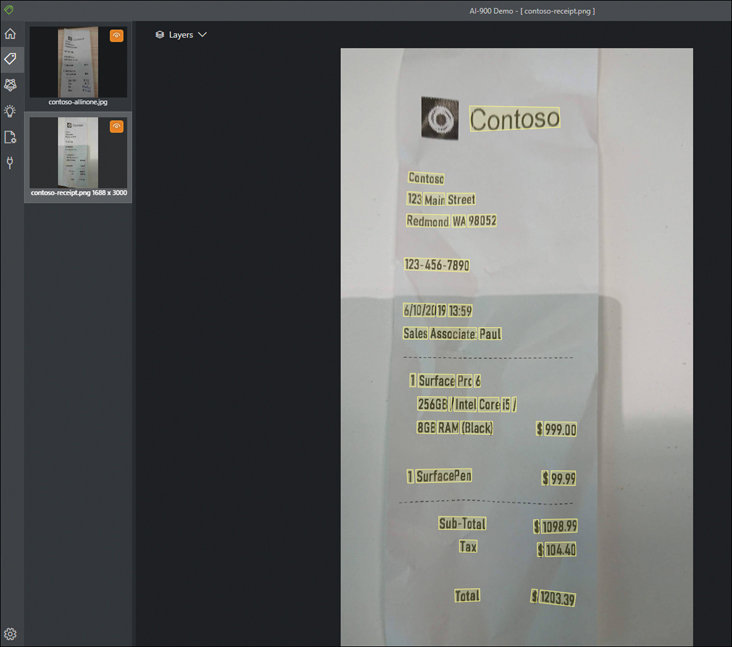 AI-900 Demo - [ contoso-receipt.png ]
Layers
contoso-allinone.jpg
contoso-receipt.png 1688 x 3000
Contoso
Contoso
123 Main Street
Redmond WA 98052
123-456-7890
6/10/2019 13:59
Sales Associate: Paul
1 Surface Pro 6
256GB / Intel Core i5 /
8GB RAM (Black) $ 999.00
1 SurfacePen $ 99.99
Sub-Total $ 1098.99
Tax $ 104.40
Total $ 1203.39